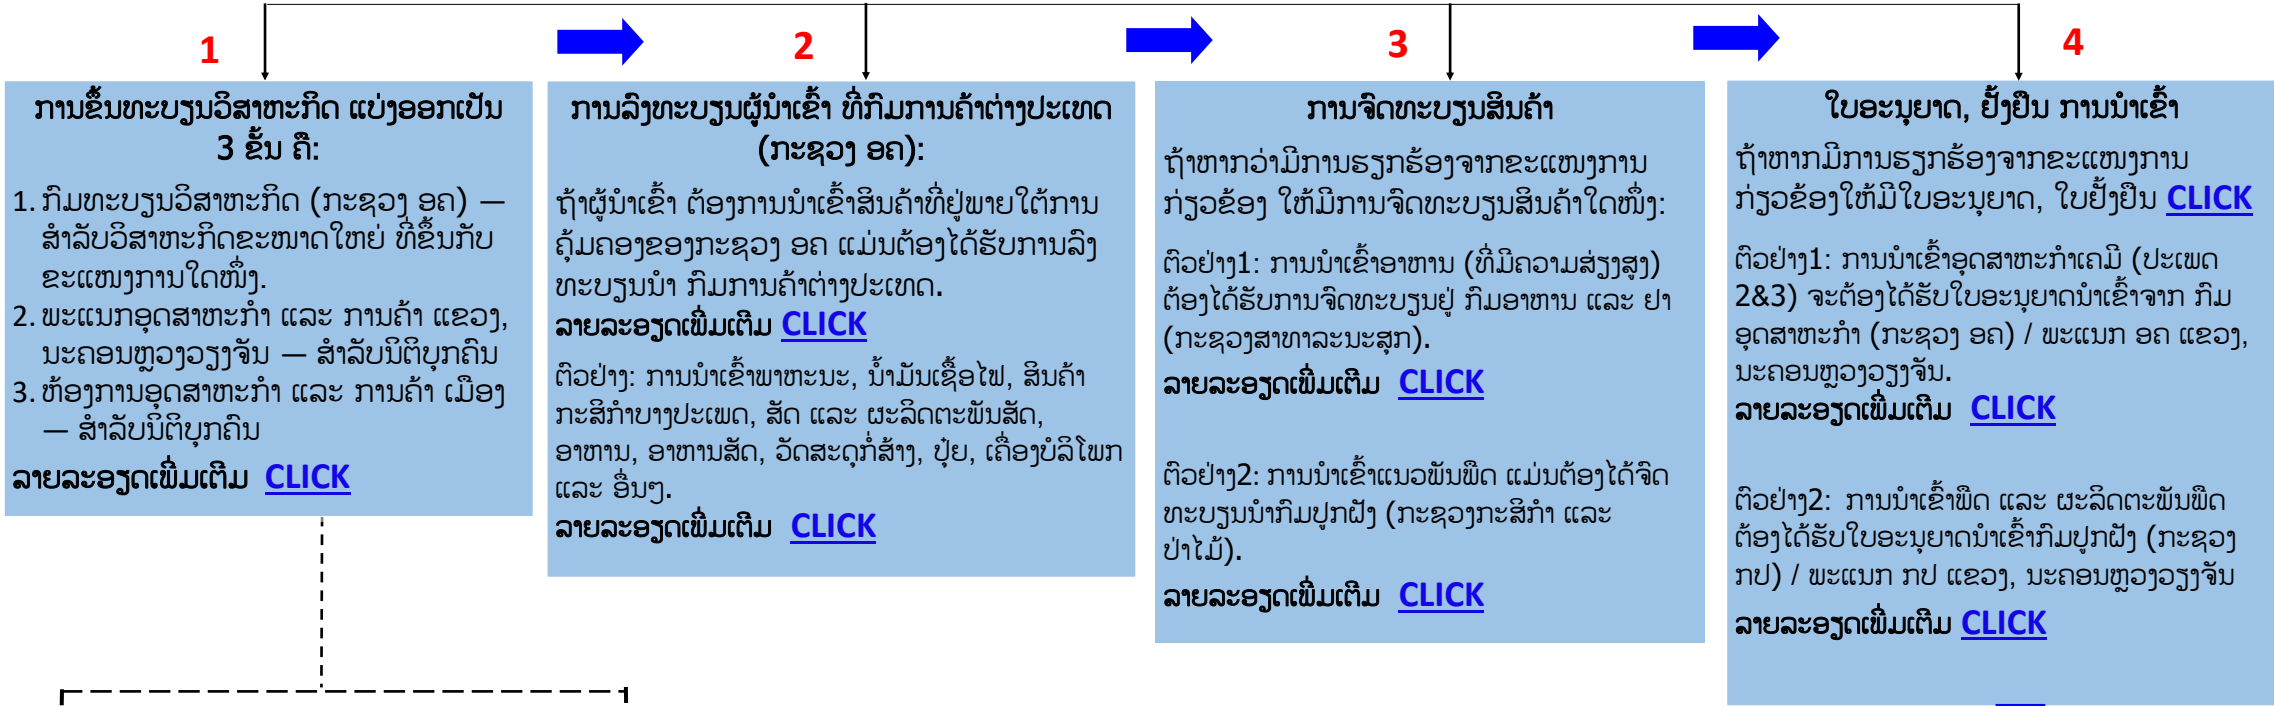 1
ການຂຶ້ນທະບຽນວິສາຫະກິດ ແບ່ງອອກເປັນ
3 ຂັ້ນ ຄື:
1. ກົມທະບຽນວິສາຫະກິດ (ກະຊວງ ອຄ) —
ສຳລັບວິສາຫະກິດຂະໜາດໃຫຍ່ ທີ່ຂຶ້ນກັບ
ຂະແໜງການໃດໜຶ່ງ.
2. ພະແນກອຸດສາຫະກຳ ແລະ ການຄ້າ ແຂວງ,
ນະຄອນຫຼວງວຽງຈັນ — ສຳລັບນິຕິບຸກຄົນ
3. ຫ້ອງການອຸດສາຫະກຳ ແລະ ການຄ້າ ເມືອງ
— ສຳລັບນິຕິບຸກຄົນ
ລາຍລະອຽດເພີ່ມເຕີມ CLICK
2
ການລົງທະບຽນຜູ້ນຳເຂົ້າ ທີ່ກົມການຄ້າຕ່າງປະເທດ
(ກະຊວງ ອຄ):
ຖ້າຜູ້ນຳເຂົ້າ ຕ້ອງການນຳເຂົ້າສິນຄ້າທີ່ຢູ່ພາຍໃຕ້ການ
ຄຸ້ມຄອງຂອງກະຊວງ ອຄ ແມ່ນຕ້ອງໄດ້ຮັບການລົງ
ທະບຽນນຳ ກົມການຄ້າຕ່າງປະເທດ.
ລາຍລະອຽດເພີ່ມເຕີມ CLICK
ຕົວຢ່າງ: ການນຳເຂົ້າພາຫະນະ, ນ້ຳມັນເຊື້ອໄຟ, ສິນຄ້າ
ກະສິກຳບາງປະເພດ, ສັດ ແລະ ຜະລິດຕະພັນສັດ,
ອາຫານ, ອາຫານສັດ, ວັດສະດຸກໍ່ສ້າງ, ປຸ໋ຍ, ເຄື່ອງບໍລິໂພກ
ແລະ ອື່ນໆ.
ລາຍລະອຽດເພີ່ມເຕີມ CLICK
3
ການຈົດທະບຽນສິນຄ້າ
ຖ້າຫາກວ່າມີການຮຽກຮ້ອງຈາກຂະແໜງການ
ກ່ຽວຂ້ອງ ໃຫ້ມີການຈົດທະບຽນສິນຄ້າໃດໜຶ່ງ:
ຕົວຢ່າງ1: ການນຳເຂົ້າອາຫານ (ທີ່ມີຄວາມສ່ຽງສູງ)
ຕ້ອງໄດ້ຮັບການຈົດທະບຽນຢູ່ ກົມອາຫານ ແລະ ຢາ
(ກະຊວງສາທາລະນະສຸກ).
ລາຍລະອຽດເພີ່ມເຕີມ CLICK
ຕົວຢ່າງ2: ການນຳເຂົ້າແນວພັນພືດ ແມ່ນຕ້ອງໄດ້ຈົດ
ທະບຽນນຳກົມປູກຝັງ (ກະຊວງກະສິກຳ ແລະ
ປ່າໄມ້).
ລາຍລະອຽດເພີ່ມເຕີມ CLICK
4
ໃບອະນຸຍາດ, ຢັ້ງຢືນ ການນຳເຂົ້າ
ຖ້າຫາກມີການຮຽກຮ້ອງຈາກຂະແໜງການ
ກ່ຽວຂ້ອງໃຫ້ມີໃບອະນຸຍາດ, ໃບຢັ້ງຢືນ CLICK
ຕົວຢ່າງ1: ການນຳເຂົ້າອຸດສາຫະກຳເຄມີ (ປະເພດ
2&3) ຈະຕ້ອງໄດ້ຮັບໃບອະນຸຍາດນຳເຂົ້າຈາກ ກົມ
ອຸດສາຫະກຳ (ກະຊວງ ອຄ) / ພະແນກ ອຄ ແຂວງ,
ນະຄອນຫຼວງວຽງຈັນ.
ລາຍລະອຽດເພີ່ມເຕີມ CLICK
ຕົວຢ່າງ2: ການນຳເຂົ້າພືດ ແລະ ຜະລິດຕະພັນພືດ
ຕ້ອງໄດ້ຮັບໃບອະນຸຍາດນຳເຂົ້າກົມປູກຝັງ (ກະຊວງ
ກປ) / ພະແນກ ກປ ແຂວງ, ນະຄອນຫຼວງວຽງຈັນ
ລາຍລະອຽດເພີ່ມເຕີມ CLICK